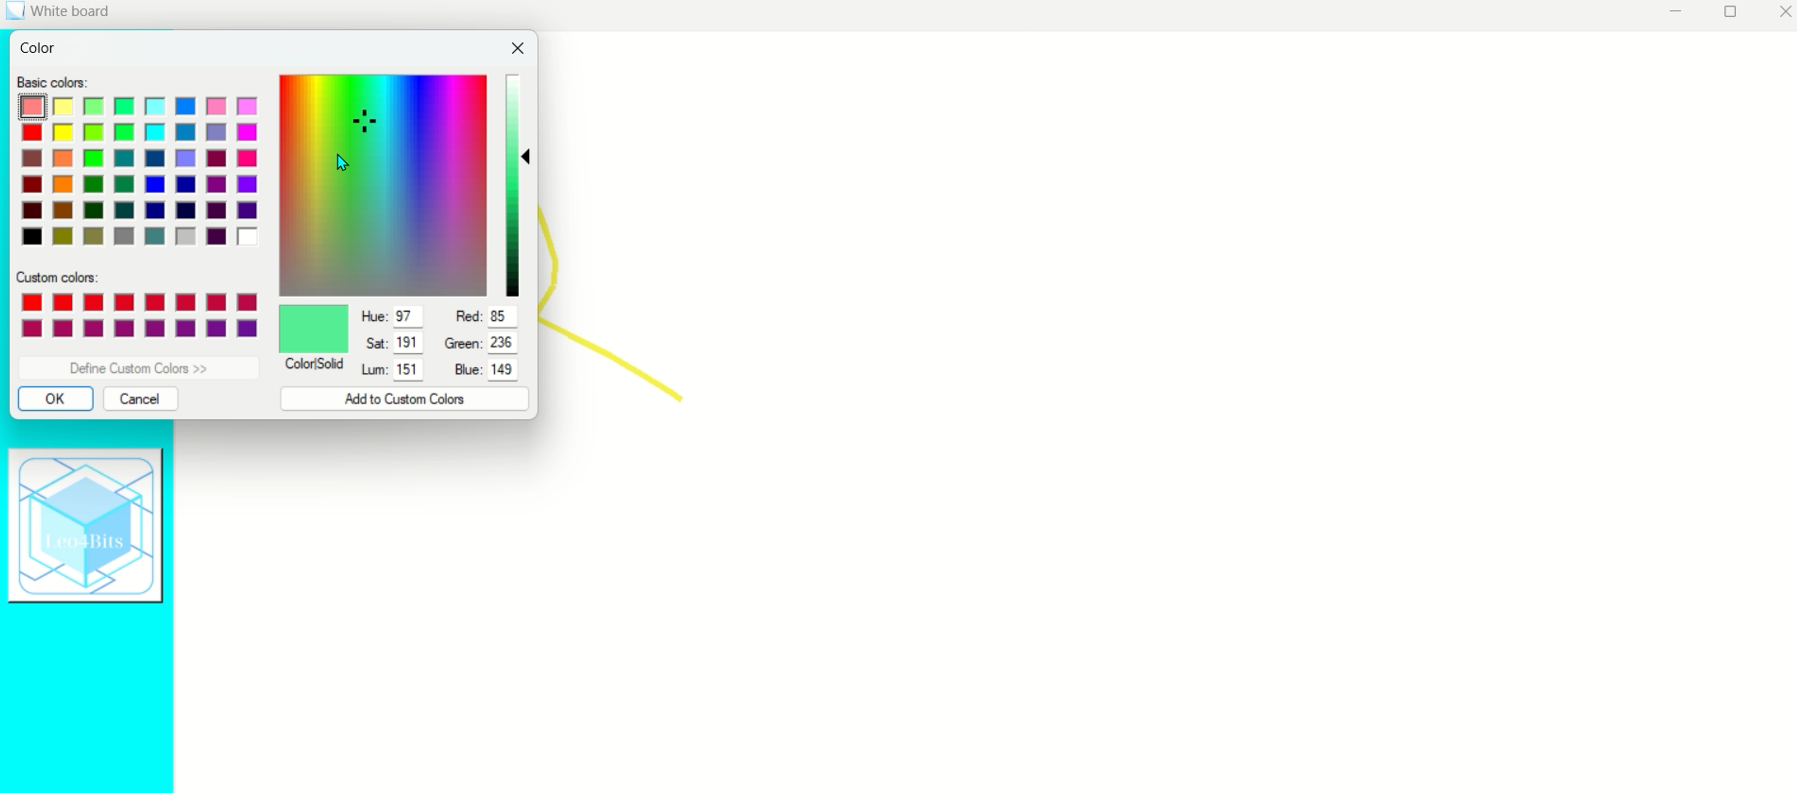 White board
Color
Basic colors:
Custom colors:
Hue: 97
Red: 85
Sat: 191
Green: 236
Color|Solid
Lum: 151
Blue: 149
Define Custom Colors >>
OK
Cancel
Add to Custom Colors
Leo4Bits